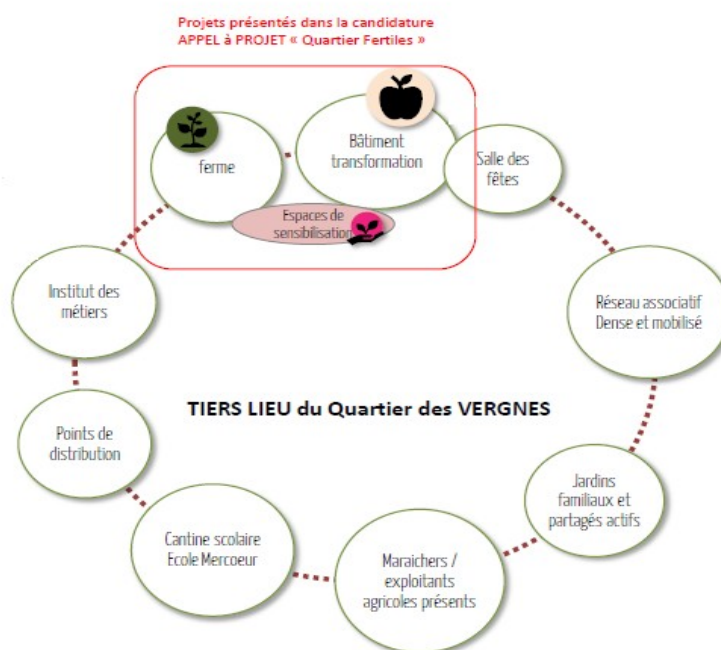 Projets présentés dans la candidature
APPEL à PROJET « Quartier Fertiles »
ferme
Bâtiment
transformation
Salle des
fêtes
Espaces de
sensibilisation
Institut des
métiers
Réseau associatif
Dense et mobilisé
TIERS LIEU du Quartier des VERGNES
Points de
distribution
Jardins
familiaux et
partagés actifs
Cantine scolaire
Ecole Mercoeur
Maraichers /
exploitants
agricoles présents